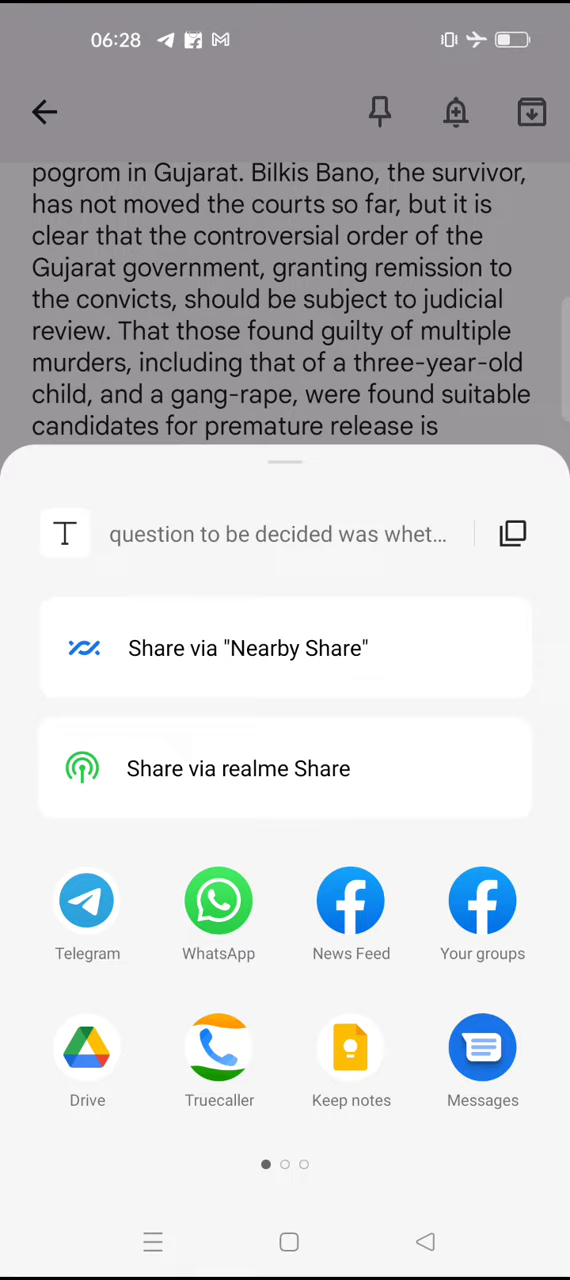 06:28
pogrom in Gujarat. Bilkis Bano, the survivor,
has not moved the courts so far, but it is
clear that the controversial order of the
Gujarat government, granting remission to
the convicts, should be subject to judicial
review. That those found guilty of multiple
murders, including that of a three-year-old
child, and a gang-rape, were found suitable
candidates for premature release is
question to be decided was whet...
Share via "Nearby Share"
Share via realme Share
Telegram
WhatsApp
News Feed
Your groups
Drive
Truecaller
Keep notes
Messages